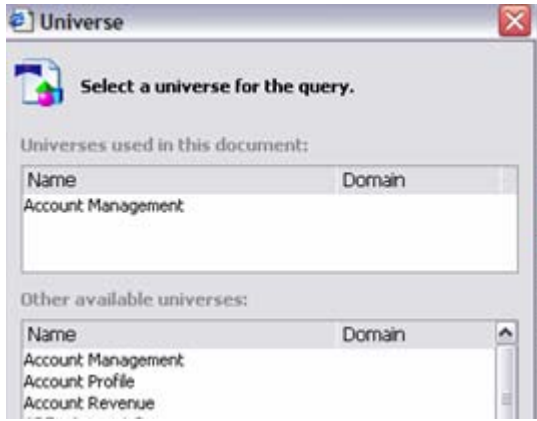 Universe
Select a universe for the query.
Universes used in this document:
Name Domain
Account Management
Other available universes:
Name Domain
Account Management
Account Profile
Account Revenue